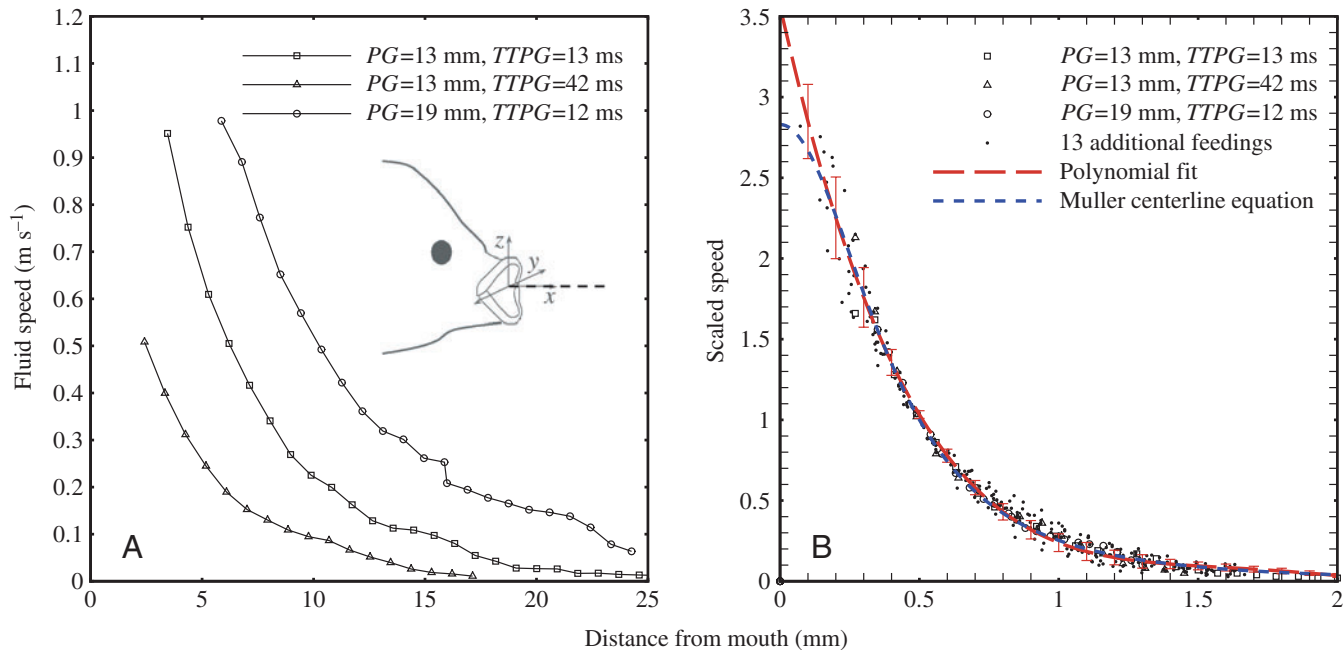 1.2
1.1
1
0.9
0.8
0.7
0.6
0.5
0.4
0.3
0.2
0.1
0
Fluid speed (m s⁻¹)
PG=13 mm, TTPG=13 ms
PG=13 mm, TTPG=42 ms
PG=19 mm, TTPG=12 ms
z
y
x
A
0 5 10 15 20 25
3.5
3
2.5
2
1.5
1
0.5
0
Scaled speed
PG=13 mm, TTPG=13 ms
PG=13 mm, TTPG=42 ms
PG=19 mm, TTPG=12 ms
13 additional feedings
Polynomial fit
Muller centerline equation
B
0 0.5 1 1.5 2
Distance from mouth (mm)